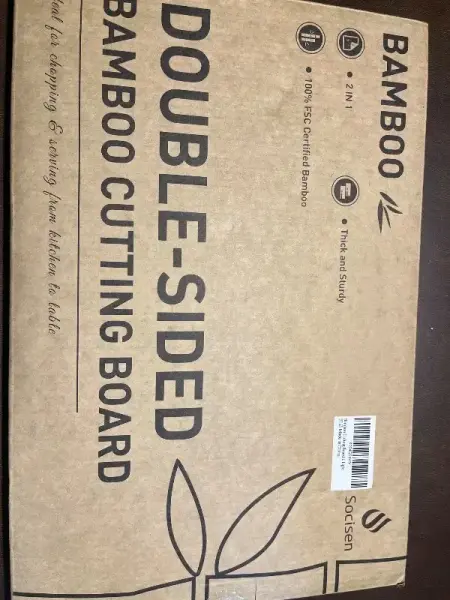 BAMBOO
• 2 IN 1
• Thick and Sturdy
• 100% FSC Certified Bamboo
Socisen
DOUBLE-SIDED
BAMBOO CUTTING BOARD
for chopping & serving from kitchen to table